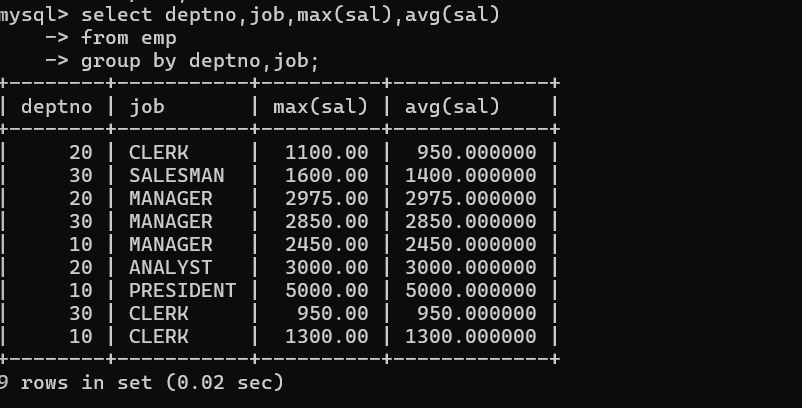 mysql> select deptno,job,max(sal),avg(sal)
    -> from emp
    -> group by deptno,job;
+--------+-----------+----------+-------------+
| deptno | job       | max(sal) | avg(sal)    |
+--------+-----------+----------+-------------+
|     20 | CLERK     |  1100.00 |  950.000000 |
|     30 | SALESMAN  |  1600.00 | 1400.000000 |
|     20 | MANAGER   |  2975.00 | 2975.000000 |
|     30 | MANAGER   |  2850.00 | 2850.000000 |
|     10 | MANAGER   |  2450.00 | 2450.000000 |
|     20 | ANALYST   |  3000.00 | 3000.000000 |
|     10 | PRESIDENT |  5000.00 | 5000.000000 |
|     30 | CLERK     |   950.00 |  950.000000 |
|     10 | CLERK     |  1300.00 | 1300.000000 |
+--------+-----------+----------+-------------+
9 rows in set (0.02 sec)